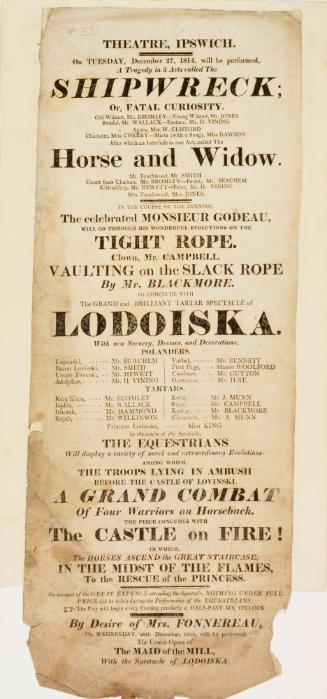 THEATRE, IPSWICH.
On TUESDAY, December 27, 1814, will be performed,
A Tragedy in 3 Acts called The
SHIPWRECK;
Or, FATAL CURIOSITY.
Old Wilmot, Mr. BROMLEY—Young Wilmot, Mr. JONES
Randal, Mr. WALLACK—Eustace, Mr. H. VINING
Agnes, Mrs. W. CLIFFORD
Charlotte, Miss CHERRY—Maria (with a Song), Miss DAWSON.
After which an Interlude in one Act, called The
Horse and Widow.
Mr. Touchwood, Mr. SMITH
Count Sans Chateau, Mr. BROMLEY—Mr. BEACHEM
Killruddery, Mr. HEWETT—Peter, Mr. H. VINING
Mrs. Touchwood, Mrs. JONES.
IN THE COURSE OF THE EVENING,
The celebrated MONSIEUR GODEAU,
WILL GO THROUGH HIS WONDERFUL EVOLUTIONS ON THE
TIGHT ROPE.
Clown, Mr. CAMPBELL.
VAULTING on the SLACK ROPE
By Mr. BLACKMORE.
TO CONCLUDE WITH
The GRAND and BRILLIANT TARTAR SPECTACLE of
LODOISKA.
With new Scenery, Dresses, and Decorations.
POLANDERS.
Lupauski, Mr. BEACHEM Varbel, Mr. BENNETT
Baron Lovinski, Mr. SMITH First Page, Master WOOLFORD
Count Floreski, Mr. HEWETT Mr. GUYTON
Adolphus, Mr. H. VINING Gustavus, Mr. JUST
TARTARS.
Kera Khan, Mr. BROMLEY Mr. J. MUNN
Mr. WALLACK Mr. CAMPBELL
Ithorak, Mr. HAMMOND Mr. BLACKMORE
Kajah, Mr. WILKINSON Mr. A. MUNN
Princess Lodoiska, Miss KING.
In the course of the Spectacle,
THE EQUESTRIANS
Will display a variety of novel and extraordinary Evolutions:
AMONG WHICH,
THE TROOPS LYING IN AMBUSH
BEFORE THE CASTLE OF LOVINSKI.
A GRAND COMBAT
Of Four Warriors on Horseback.
THE PIECE CONCUDES WITH
The CASTLE on FIRE!
IN WHICH,
The HORSES ASCEND the GREAT STAIRCASE,
IN THE MIDST OF THE FLAMES,
To the RESCUE of the PRINCESS.
On account of the GREAT EXPENCE attending the Spectacle, NOTHING UNDER FULL
PRICE can be taken during the Performance of the EQUESTRIANS.
☞ The Play will begin every Evening precisely at HALF-PAST SIX O'CLOCK.
By Desire of Mrs. FONNEREAU,
On WEDNESDAY, 28th December, 1814, will be performed
The Comic Opera of
The MAID of the MILL,
With the Spectacle of LODOISKA